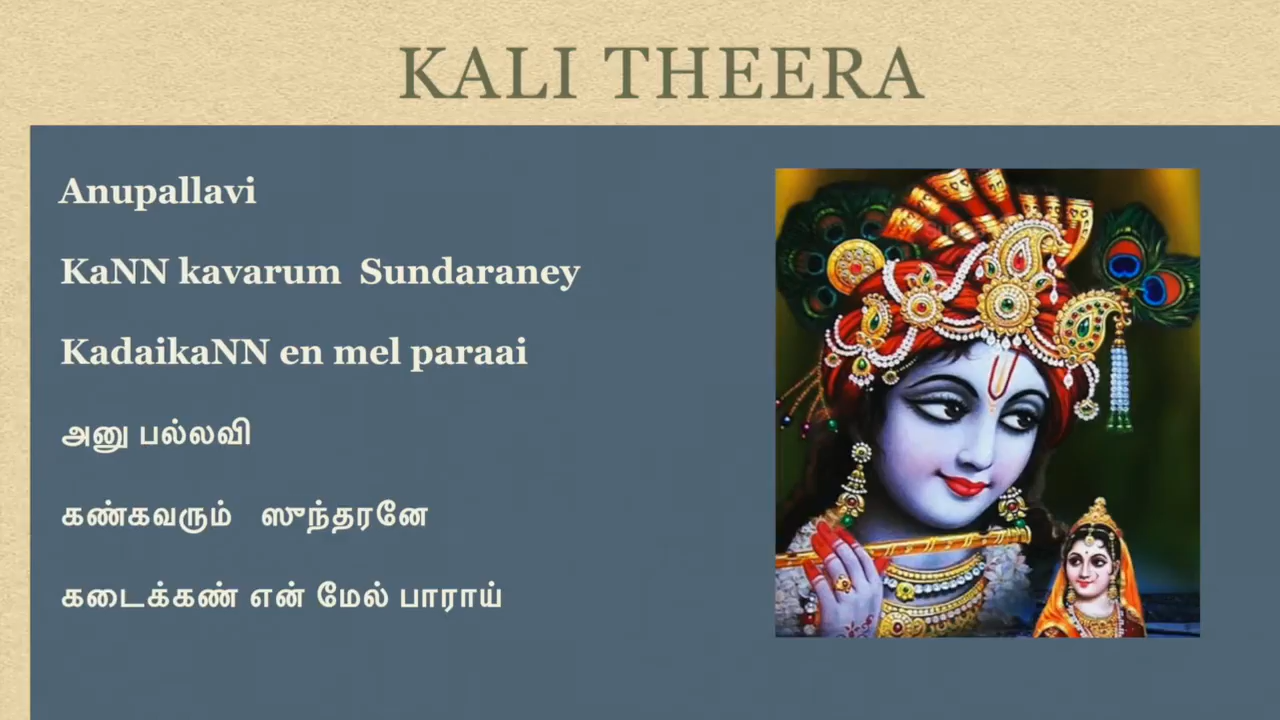 KALI THEERA
Anupallavi
KaNN kavarum Sundaraney
KadaikaNN en mel paraai
அனு பல்லவி
கண்கவரும் ஸுந்தரனே
கடைக்கண் என் மேல் பாராய்